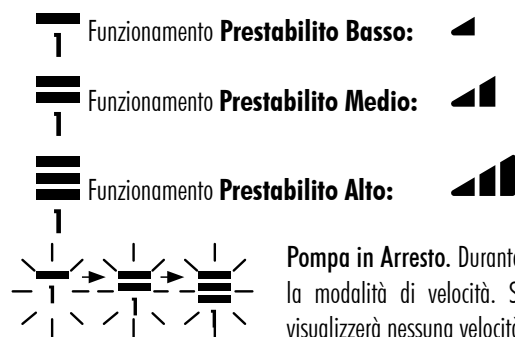 Funzionamento Prestabilito Basso:
1
Funzionamento Prestabilito Medio:
1
Funzionamento Prestabilito Alto:
1
Pompa in Arresto. Durante
la modalità di velocità. S
visualizzerà nessuna velocità
1 1 1